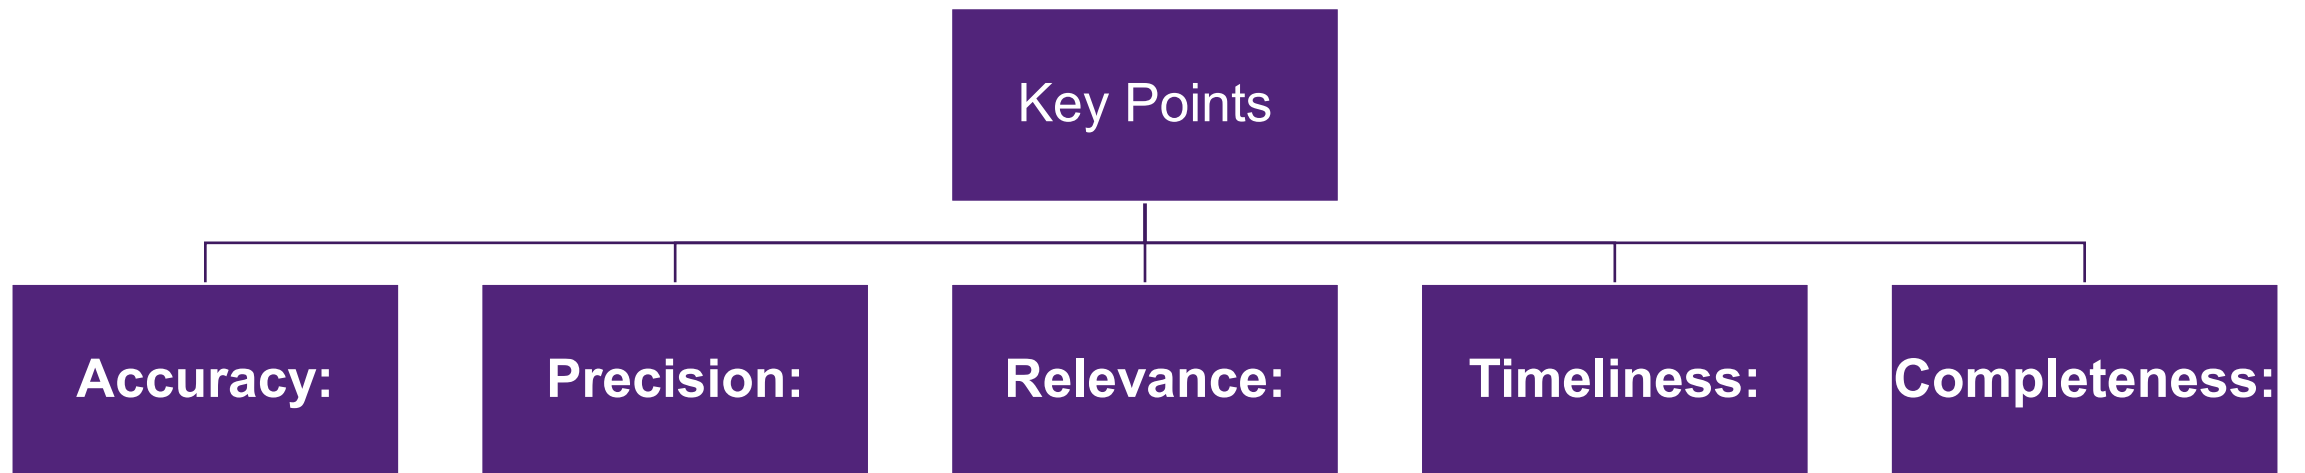 Key Points
Accuracy:
Precision:
Relevance:
Timeliness:
Completeness: